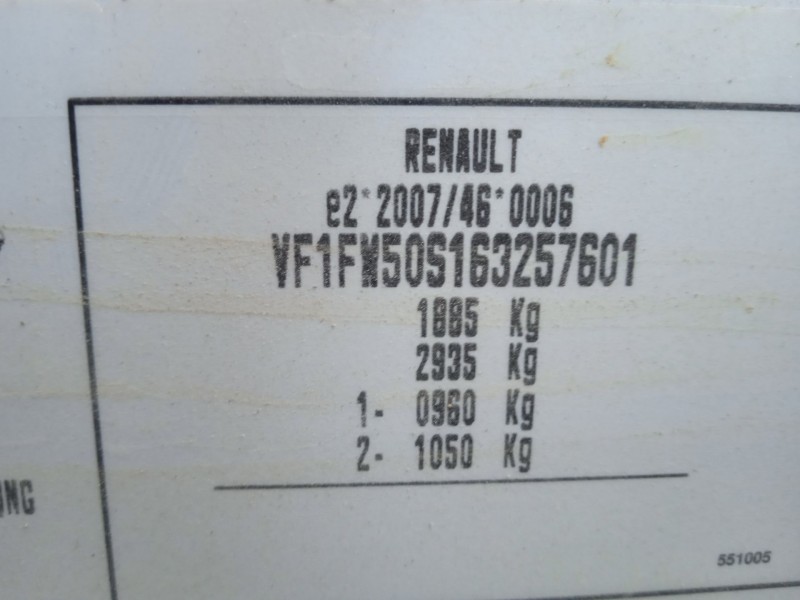 RENAULT
e2*2007/46*0006
VF1FW50S163257601
1885 Kg
2935 Kg
1- 0960 Kg
2- 1050 Kg
551005